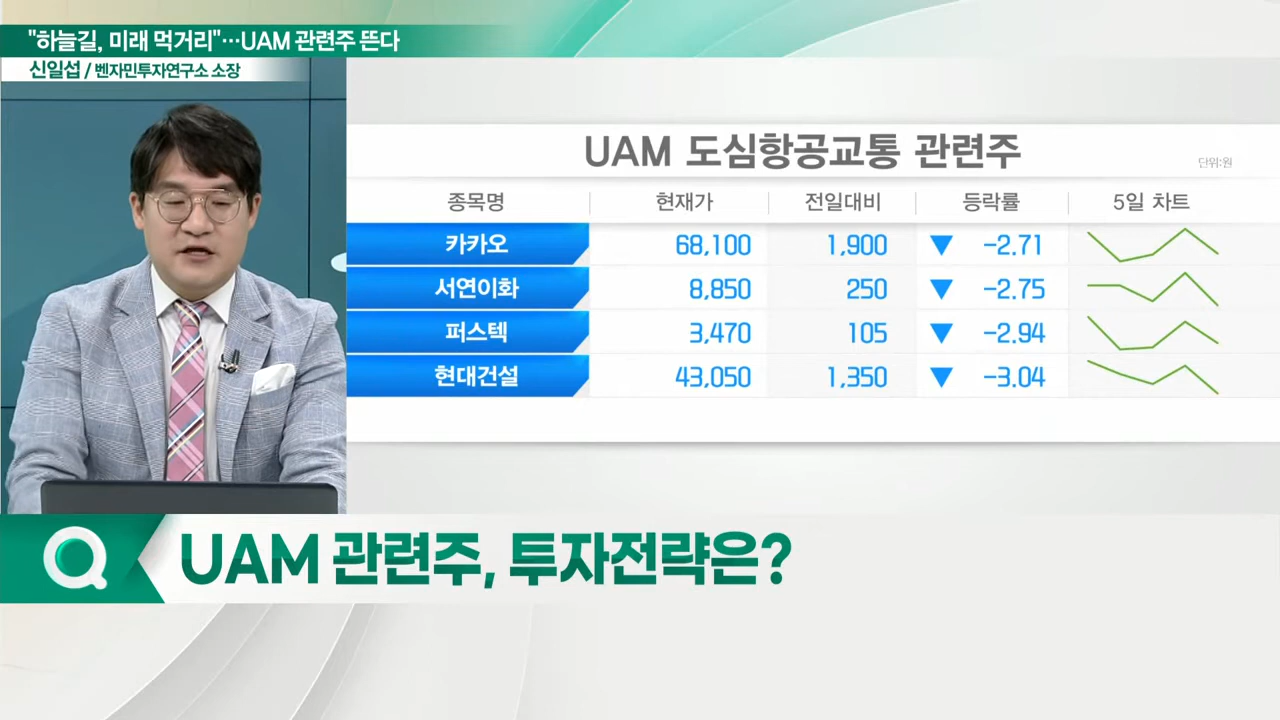 "하늘길, 미래 먹거리"…UAM 관련주 뜬다
신일섭 / 벤자민투자연구소 소장
UAM 도심항공교통 관련주
단위:원
종목명 현재가 전일대비 등락률 5일 차트
카카오 68,100 1,900 ▼ -2.71
서연이화 8,850 250 ▼ -2.75
퍼스텍 3,470 105 ▼ -2.94
현대건설 43,050 1,350 ▼ -3.04
Q UAM 관련주, 투자전략은?